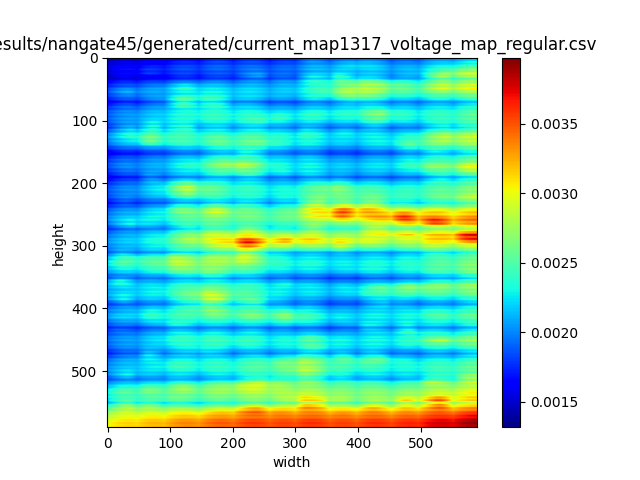 esults/nangate45/generated/current_map1317_voltage_map_regular.csv
0
100
200
300
400
500
height
0 100 200 300 400 500
width
0.0035
0.0030
0.0025
0.0020
0.0015